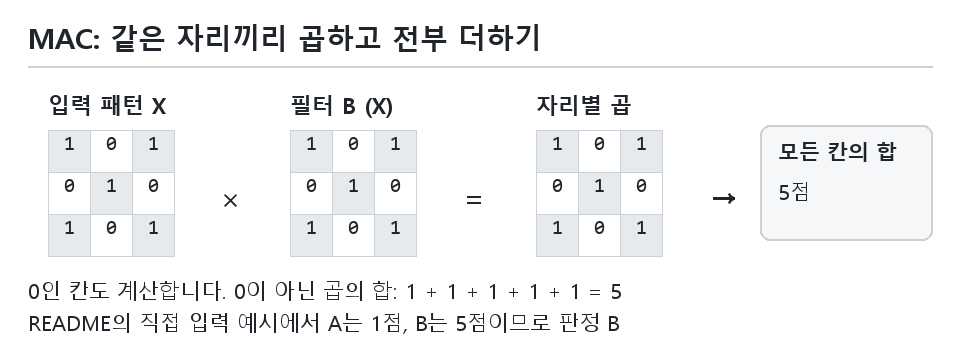 MAC: 같은 자리끼리 곱하고 전부 더하기
입력 패턴 X
필터 B (X)
자리별 곱
1 0 1
0 1 0
1 0 1
×
1 0 1
0 1 0
1 0 1
=
1 0 1
0 1 0
1 0 1
→
모든 칸의 합
5점
0인 칸도 계산합니다. 0이 아닌 곱의 합: 1 + 1 + 1 + 1 + 1 = 5
README의 직접 입력 예시에서 A는 1점, B는 5점이므로 판정 B